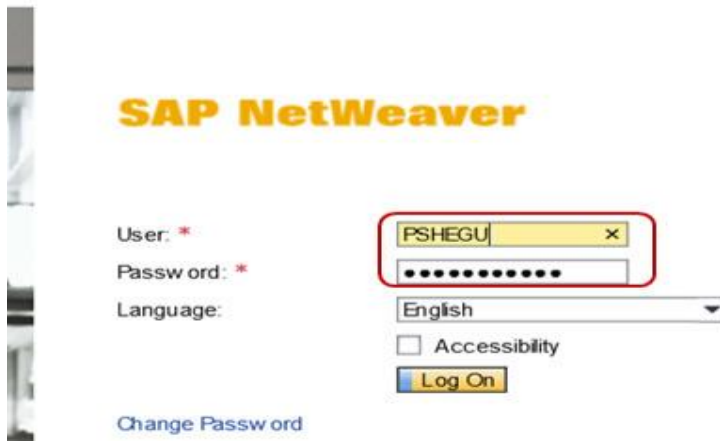 SAP NetWeaver
User: * PSHEGU ×
Password: * •••••••••••
Language: English
Accessibility
Log On
Change Password